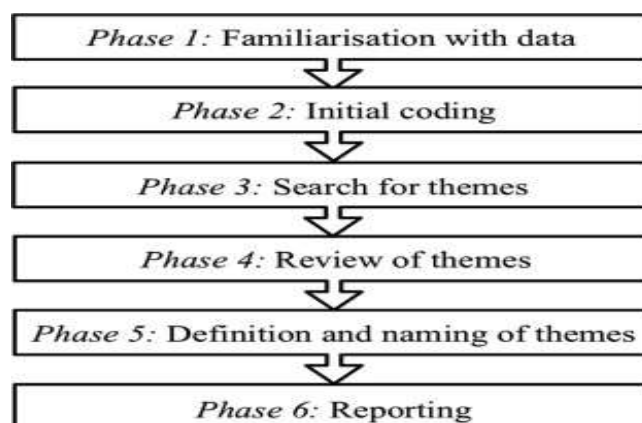 Phase 1: Familiarisation with data
Phase 2: Initial coding
Phase 3: Search for themes
Phase 4: Review of themes
Phase 5: Definition and naming of themes
Phase 6: Reporting